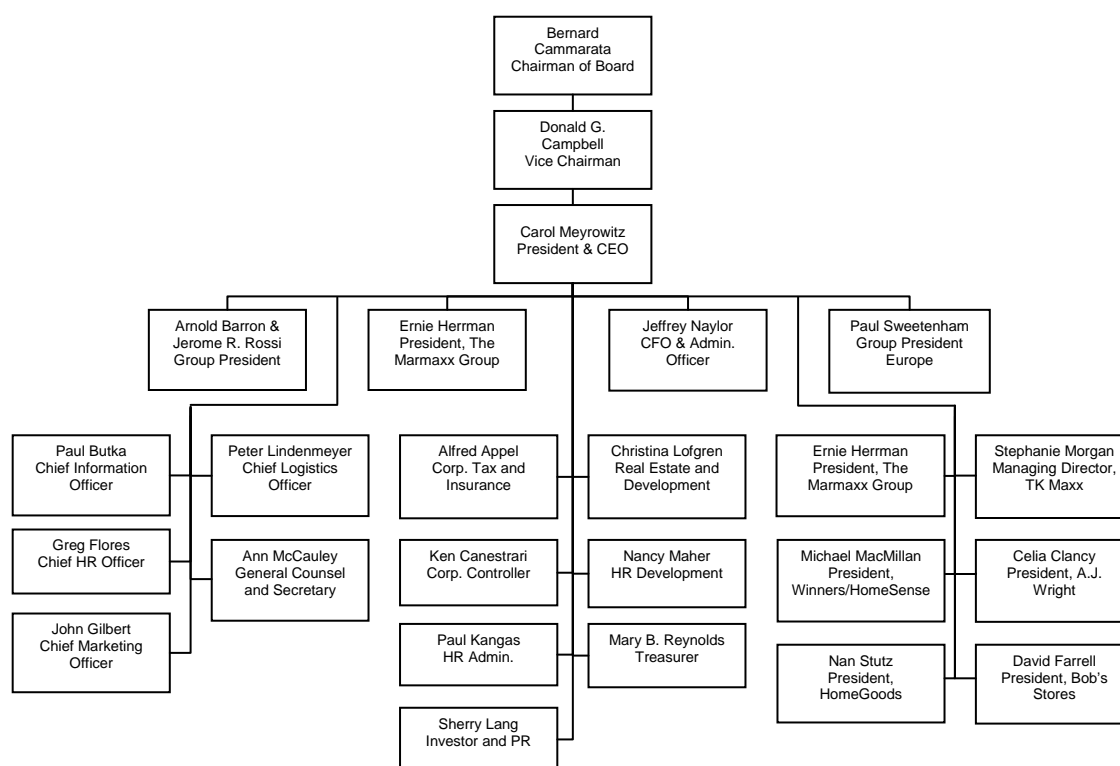 Bernard
Cammarata
Chairman of Board
Donald G.
Campbell
Vice Chairman
Carol Meyrowitz
President & CEO
Arnold Barron &
Jerome R. Rossi
Group President
Ernie Herrman
President, The
Marmaxx Group
Jeffrey Naylor
CFO & Admin.
Officer
Paul Sweetenham
Group President
Europe
Paul Butka
Chief Information
Officer
Peter Lindenmeyer
Chief Logistics
Officer
Alfred Appel
Corp. Tax and
Insurance
Christina Lofgren
Real Estate and
Development
Ernie Herrman
President, The
Marmaxx Group
Stephanie Morgan
Managing Director,
TK Maxx
Greg Flores
Chief HR Officer
Ann McCauley
General Counsel
and Secretary
Ken Canestrari
Corp. Controller
Nancy Maher
HR Development
Michael MacMillan
President,
Winners/HomeSense
Celia Clancy
President, A.J.
Wright
John Gilbert
Chief Marketing
Officer
Paul Kangas
HR Admin.
Mary B. Reynolds
Treasurer
Nan Stutz
President,
HomeGoods
David Farrell
President, Bob's
Stores
Sherry Lang
Investor and PR